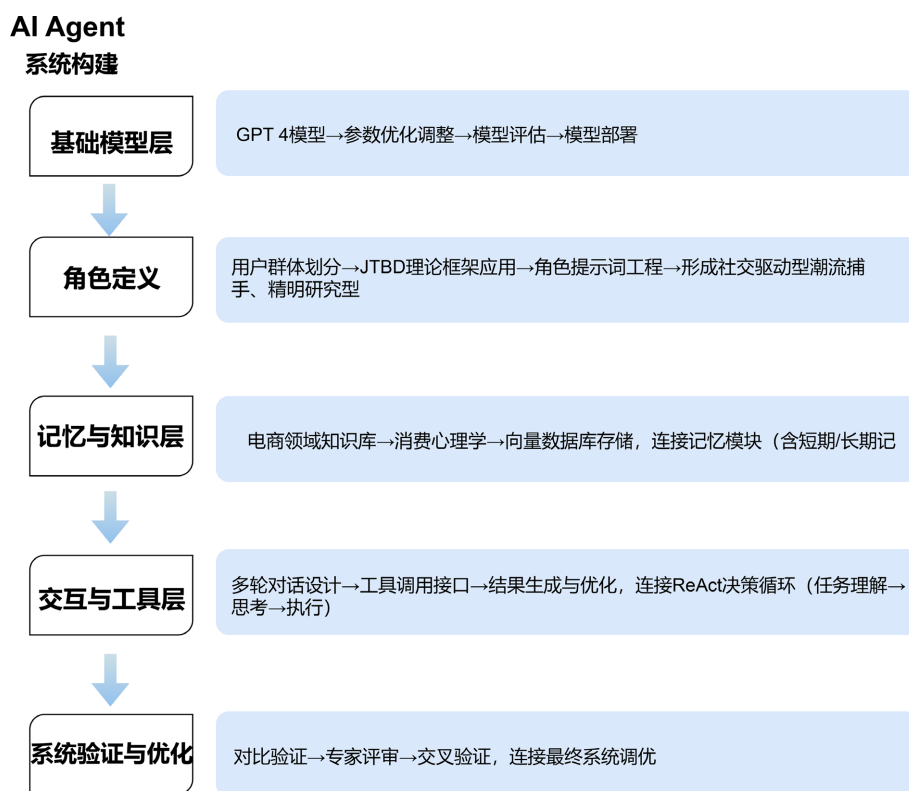 AI Agent
系统构建
基础模型层
GPT 4模型→参数优化调整→模型评估→模型部署
角色定义
用户群体划分→JTBD理论框架应用→角色提示词工程→形成社交驱动型潮流捕
手、精明研究型
记忆与知识层
电商领域知识库→消费心理学→向量数据库存储，连接记忆模块（含短期/长期记
交互与工具层
多轮对话设计→工具调用接口→结果生成与优化，连接ReAct决策循环（任务理解→
思考→执行）
系统验证与优化
对比验证→专家评审→交叉验证，连接最终系统调优